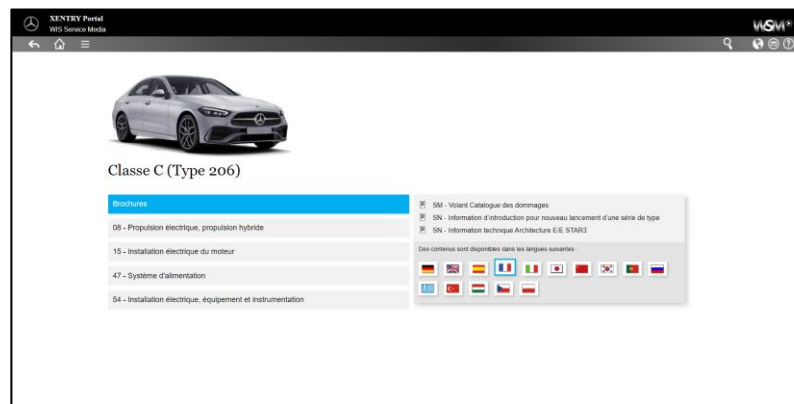 XENTRY Portal
WIS Service Media
WSM
Classe C (Type 206)
Brochures
08 - Propulsion électrique, propulsion hybride
15 - Installation électrique du moteur
47 - Système d'alimentation
54 - Installation électrique, équipement et instrumentation
SM - Volant Catalogue des dommages
SN - Information d'introduction pour nouveau lancement d'une série de type
SN - Information technique Architecture E/E STAR3
Des contenus sont disponibles dans les langues suivantes :